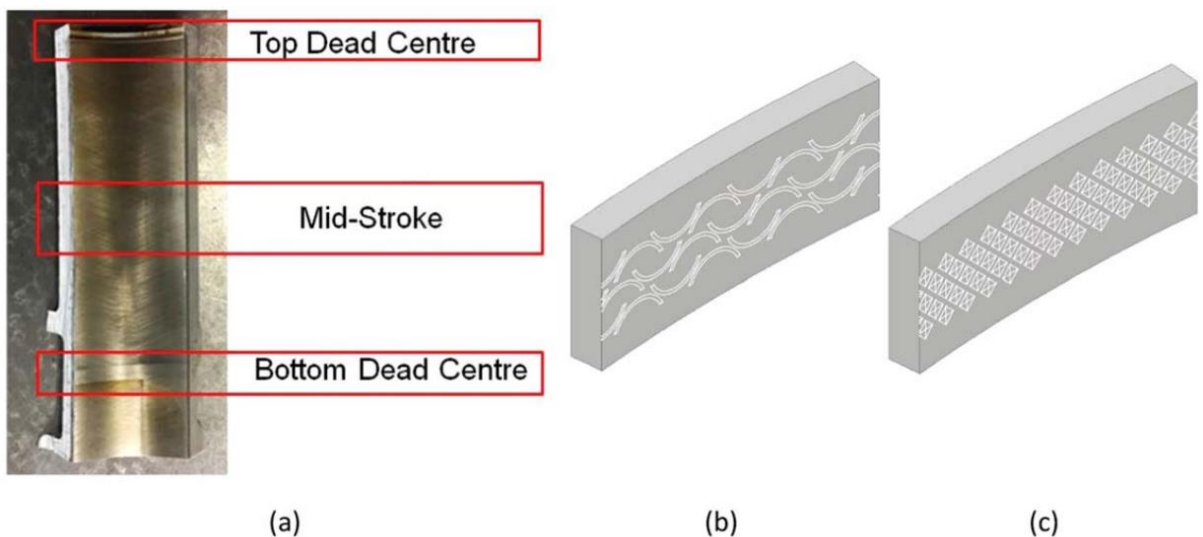 Top Dead Centre
Mid-Stroke
Bottom Dead Centre
(a)
(b)
(c)